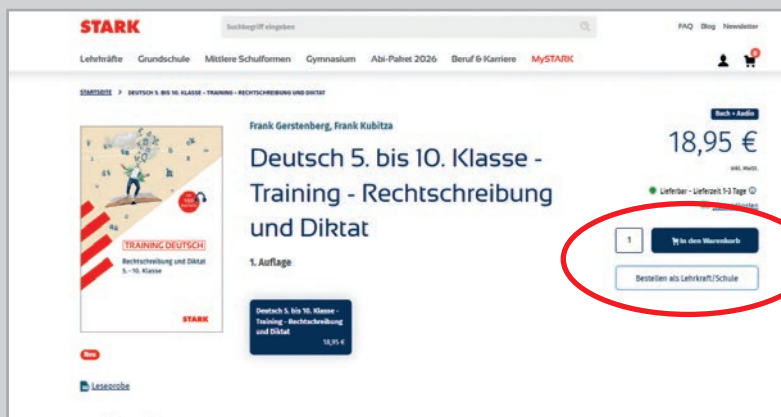 STARK
Suchbegriff eingeben
FAQ Blog Newsletter
Lehrkräfte Grundschule Mittlere Schulformen Gymnasium Abi-Paket 2026 Beruf & Karriere MySTARK
0
STARTSEITE > DEUTSCH 5. BIS 10. KLASSE - TRAINING - RECHTSCHREIBUNG UND DIKTAT
Buch + Audio
Frank Gerstenberg, Frank Kubitza
18,95 €
inkl. MwSt.
Deutsch 5. bis 10. Klasse -
Training - Rechtschreibung
und Diktat
Lieferbar - Lieferzeit 1-3 Tage
1
In den Warenkorb
Bestellen als Lehrkraft/Schule
1. Auflage
TRAINING DEUTSCH
Rechtschreibung und Diktat
5.-10. Klasse
STARK
Deutsch 5. bis 10. Klasse -
Training - Rechtschreibung
und Diktat
18,95 €
Neu
Leseprobe